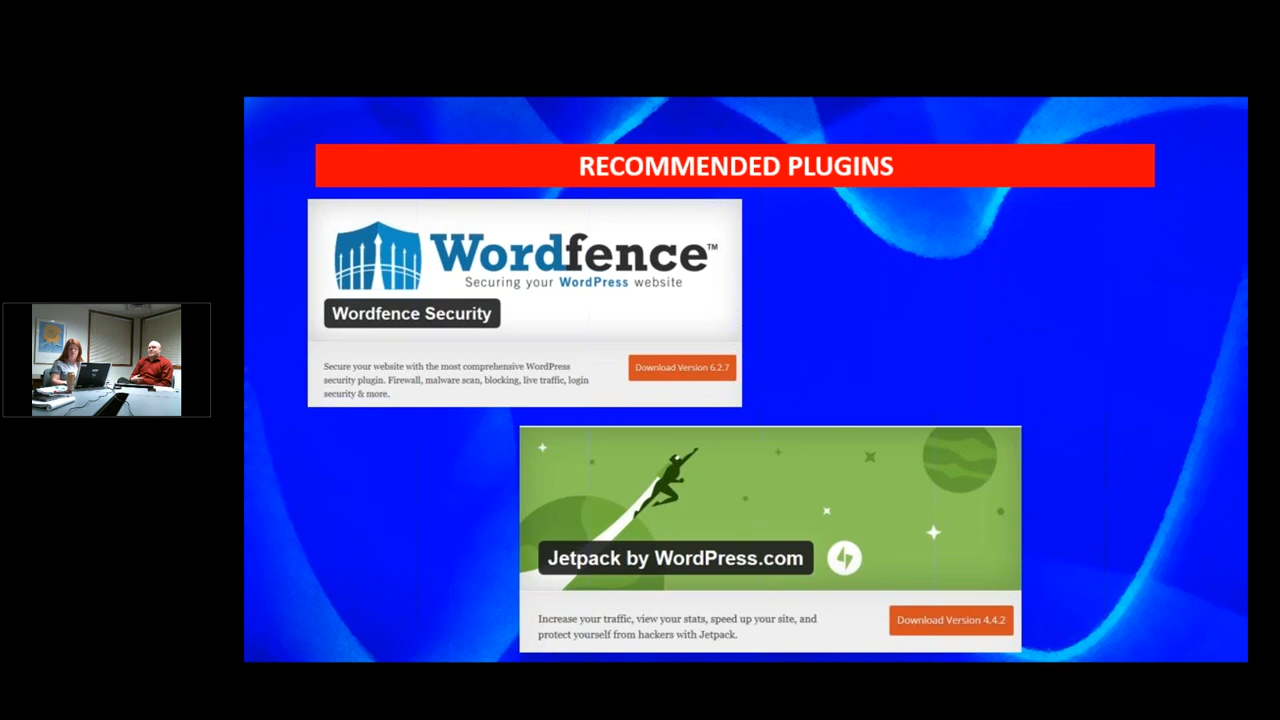 RECOMMENDED PLUGINS
Wordfence™
Securing your WordPress website
Wordfence Security
Secure your website with the most comprehensive WordPress
security plugin. Firewall, malware scan, blocking, live traffic, login
security & more.
Download Version 6.2.7
Jetpack by WordPress.com
Increase your traffic, view your stats, speed up your site, and
protect yourself from hackers with Jetpack.
Download Version 4.4.2